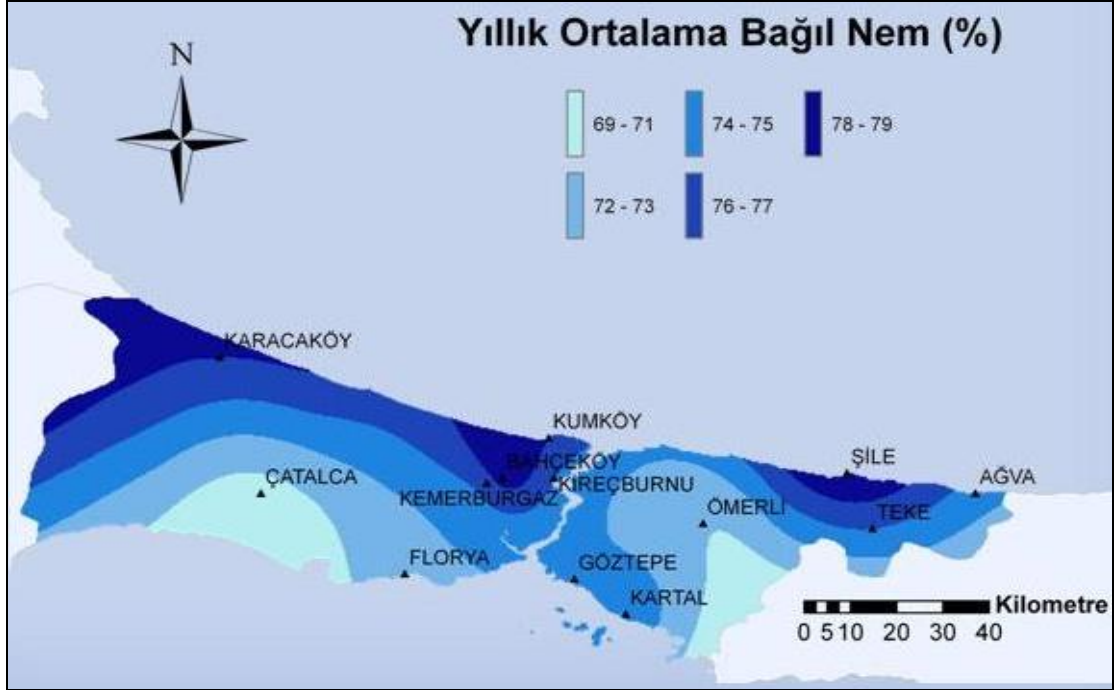 Yıllık Ortalama Bağıl Nem (%)
N
69 - 71
74 - 75
78 - 79
72 - 73
76 - 77
KARACAKÖY
KUMKÖY
BAHÇEKÖY
ŞİLE
ÇATALCA
KİREÇBURNU
AĞVA
KEMERBURGAZ
ÖMERLİ
TEKE
FLORYA
GÖZTEPE
KARTAL
Kilometre
0 5 10 20 30 40